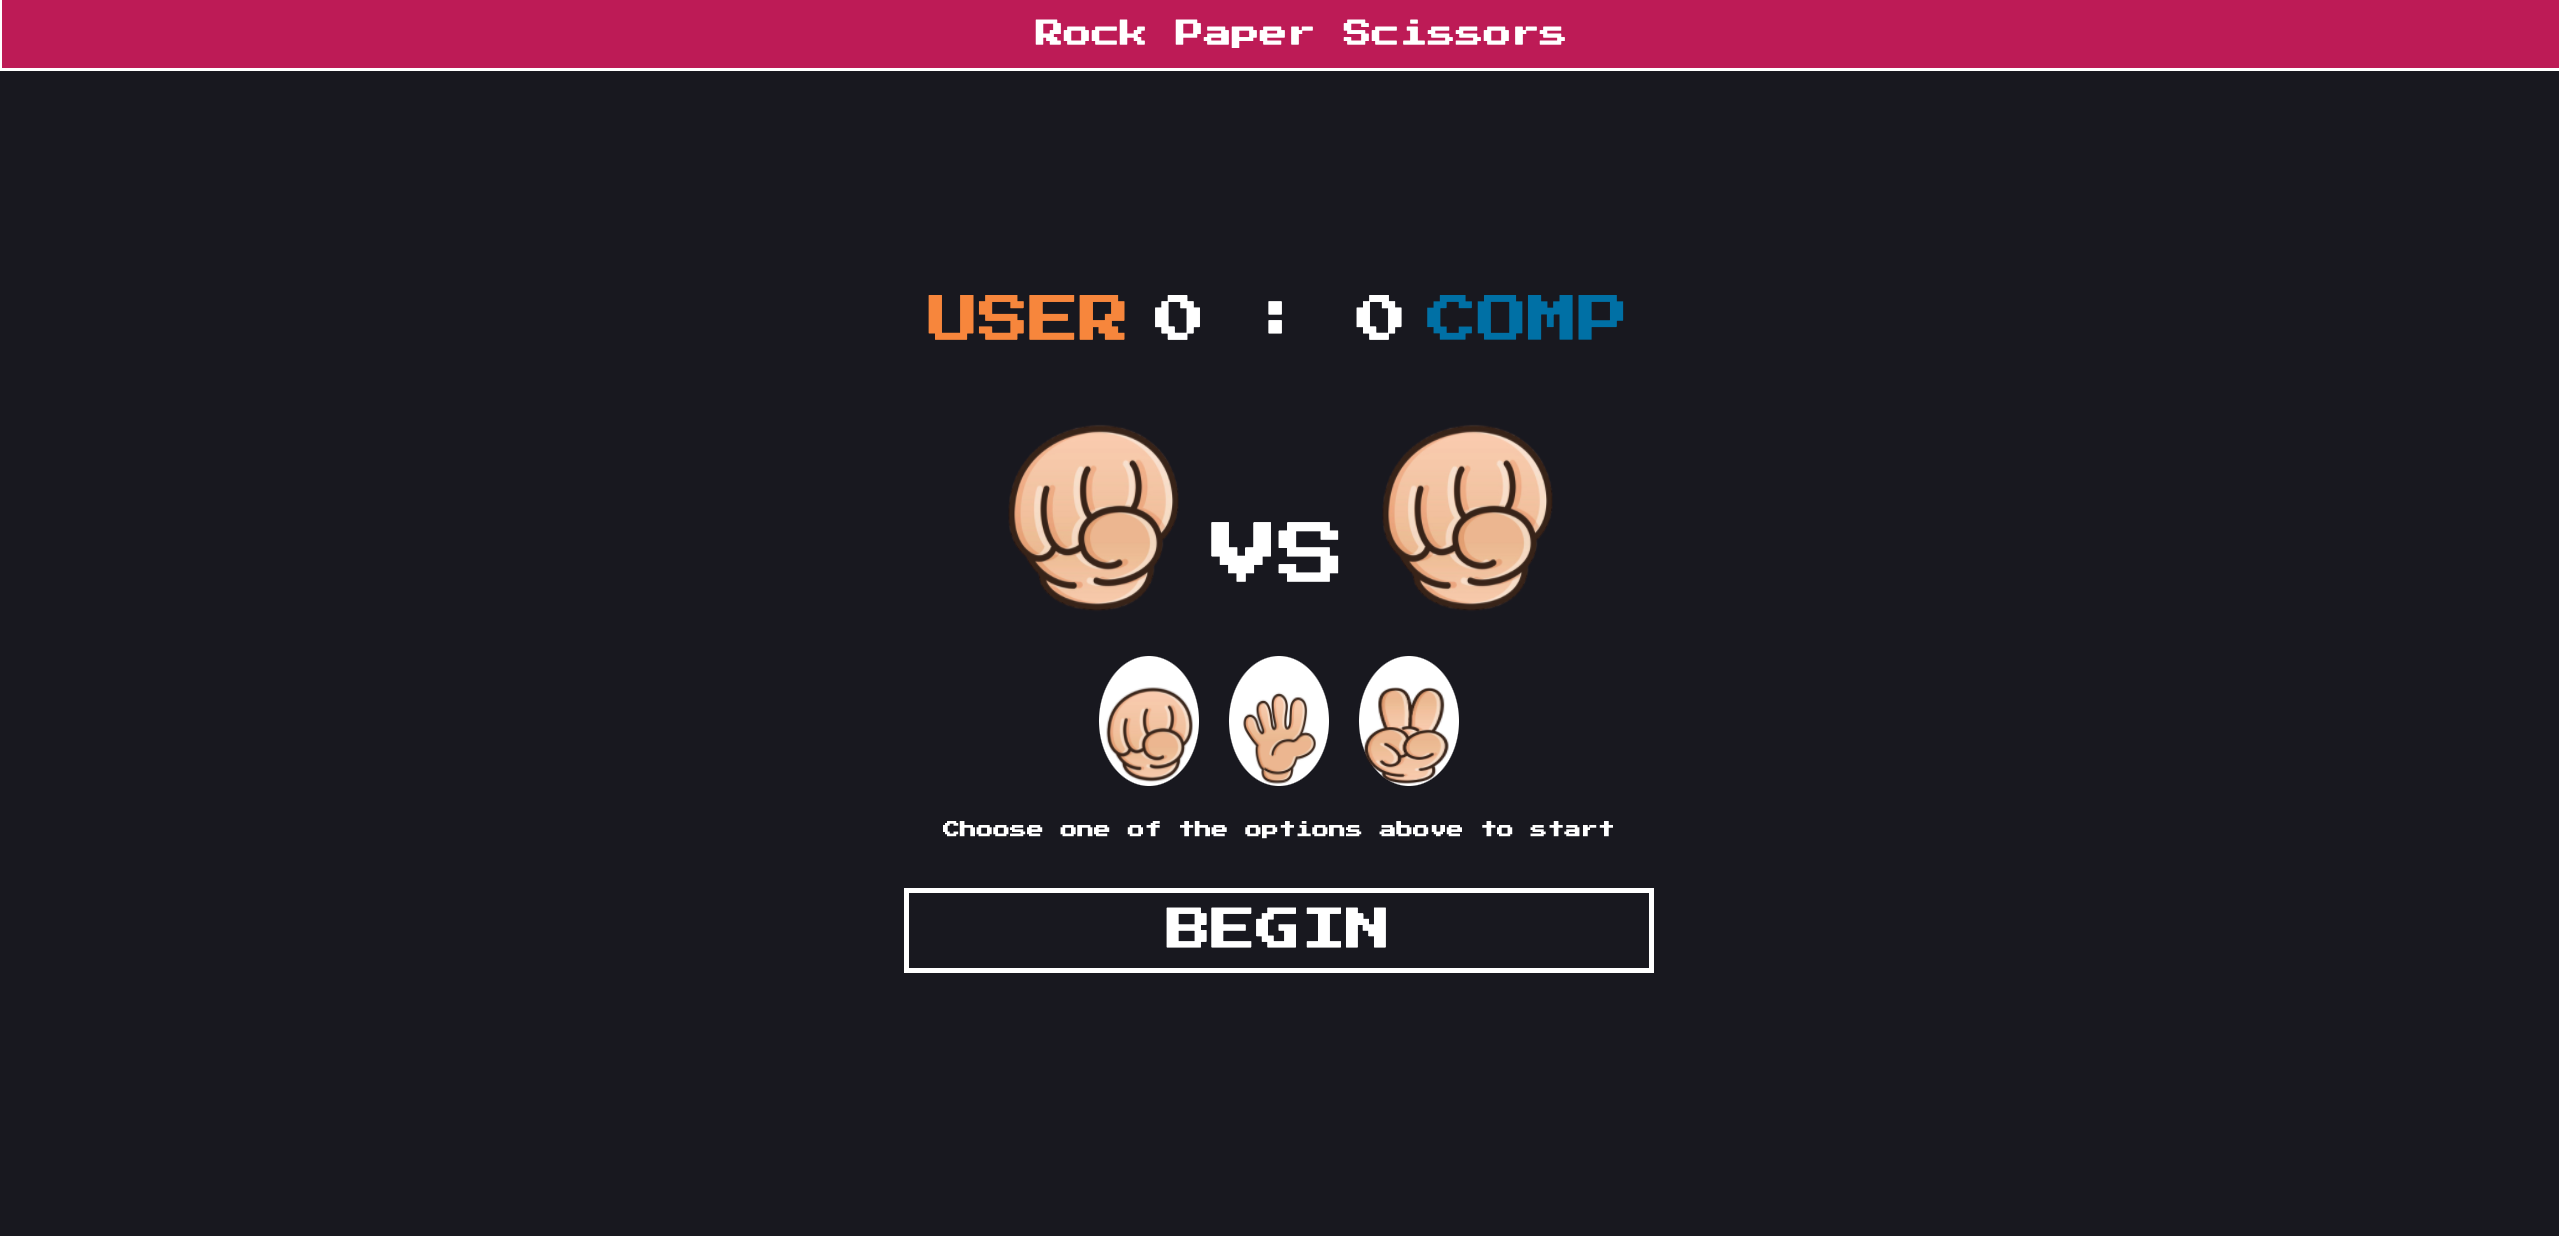 Rock Paper Scissors
USER 0 : 0 COMP
VS
Choose one of the options above to start
BEGIN